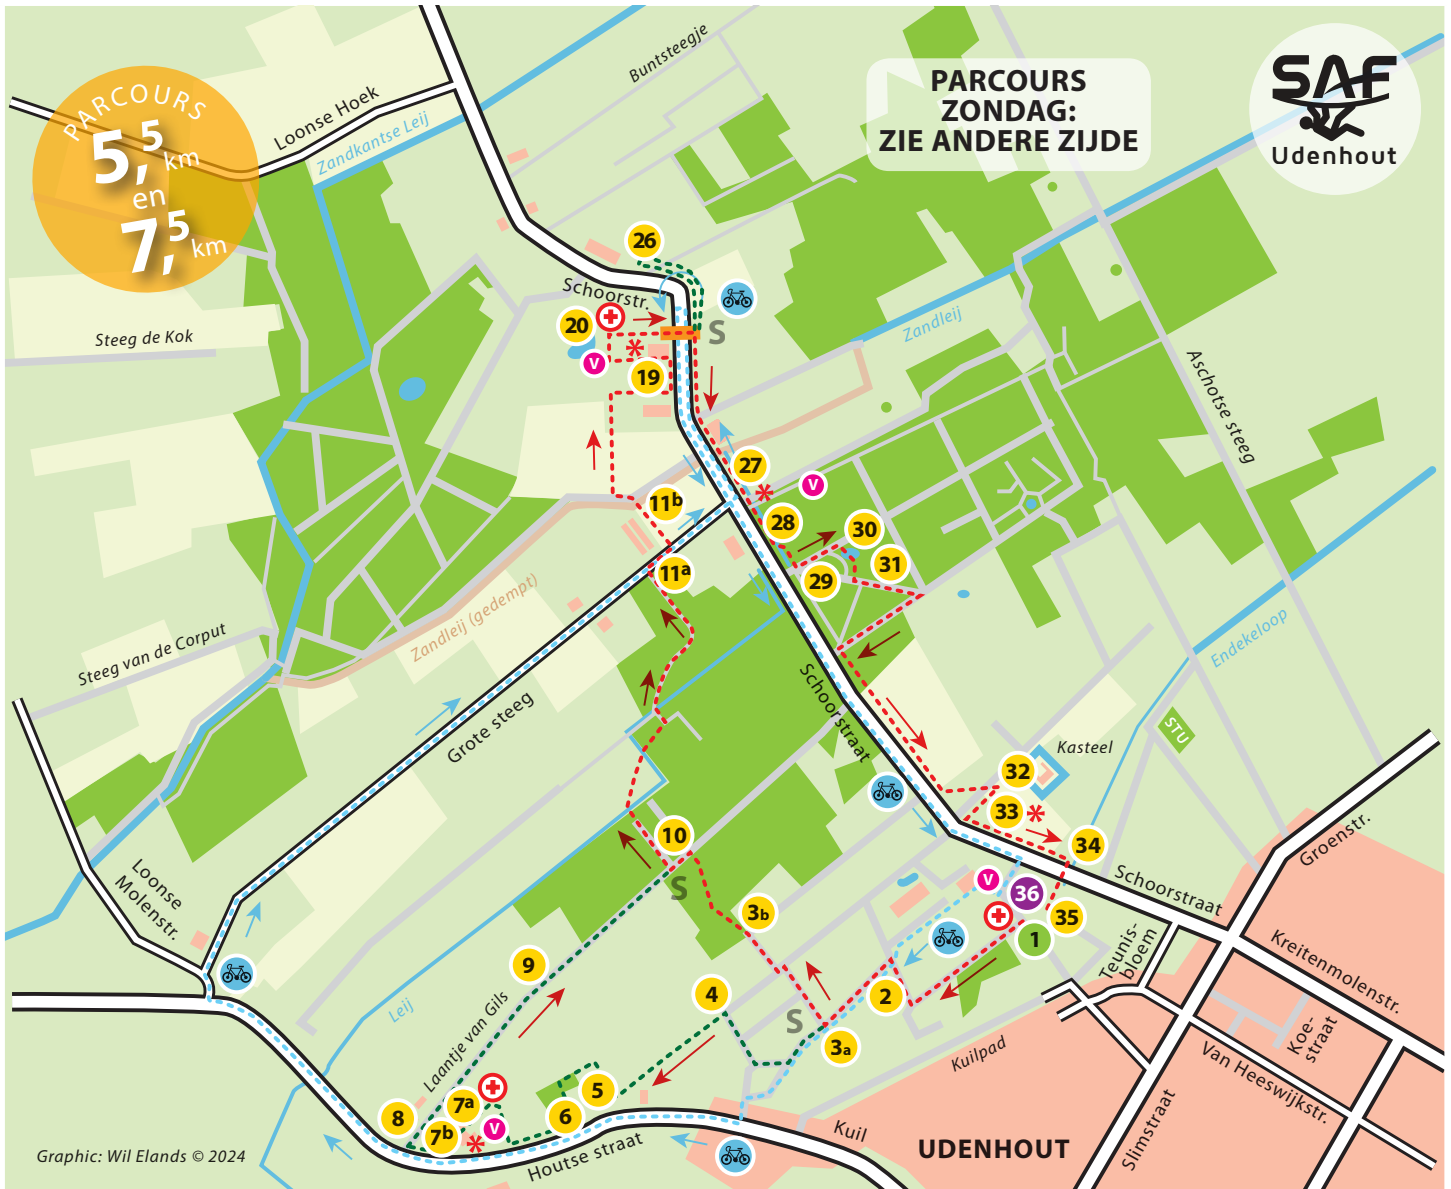 PARCOURS
5,5 km
en
7,5 km
Loonse Hoek
Zandkantse Leij
Buntsteegje
PARCOURS
ZONDAG:
ZIE ANDERE ZIJDE
SAF
Udenhout
26
Schoorstr.
20
S
V
19
Steeg de Kok
Zandleij
Aschotse steeg
27
V
11b
28
30
11a
29
31
Zandleij (gedempt)
Steeg van de Corput
Endekeloop
Grote steeg
Schoorstraat
STU
Kasteel
32
33
34
10
S
Groenstr.
Schoorstraat
V
36
35
1
Loonse
Molenstr.
3b
Teunis-
bloem
Kreitenmolenstr.
9
4
2
S
3a
Leij
Laantje van Gils
Kuilpad
Koe-
straat
Van Heeswijkstr.
5
6
7a
8
7b
V
Slimstraat
Kuil
UDENHOUT
Houtse straat
Graphic: Wil Elands © 2024